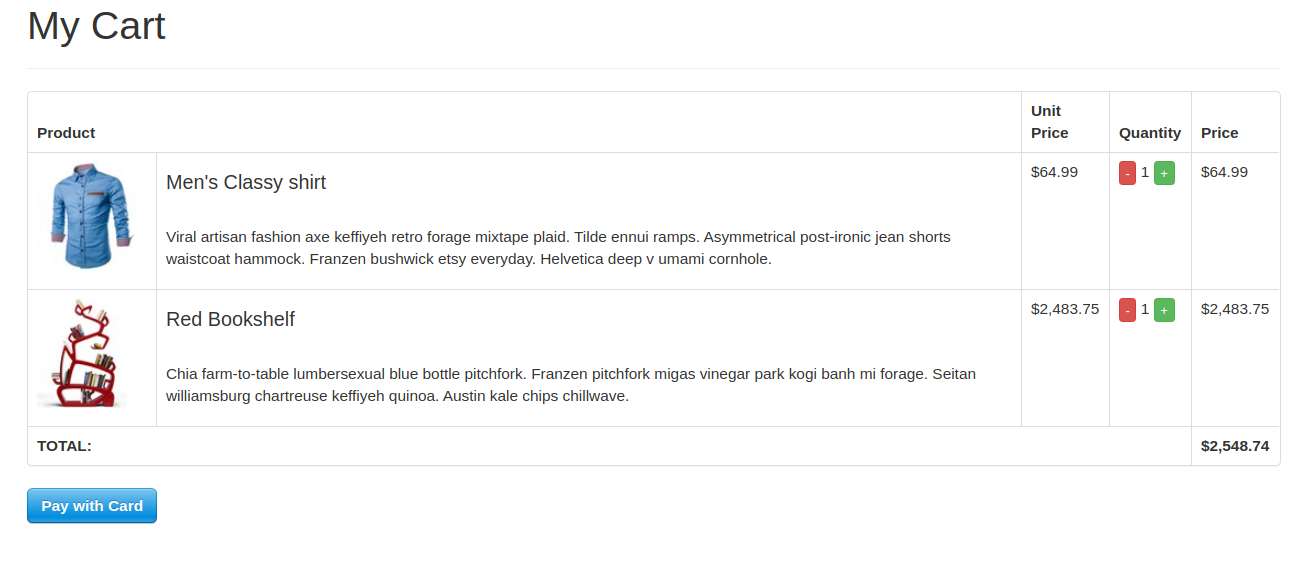 My Cart
Product
Unit
Price
Quantity
Price
Men's Classy shirt
$64.99
- 1 +
$64.99
Viral artisan fashion axe keffiyeh retro forage mixtape plaid. Tilde ennui ramps. Asymmetrical post-ironic jean shorts
waistcoat hammock. Franzen bushwick etsy everyday. Helvetica deep v umami cornhole.
Red Bookshelf
$2,483.75
- 1 +
$2,483.75
Chia farm-to-table lumbersexual blue bottle pitchfork. Franzen pitchfork migas vinegar park kogi banh mi forage. Seitan
williamsburg chartreuse keffiyeh quinoa. Austin kale chips chillwave.
TOTAL:
$2,548.74
Pay with Card